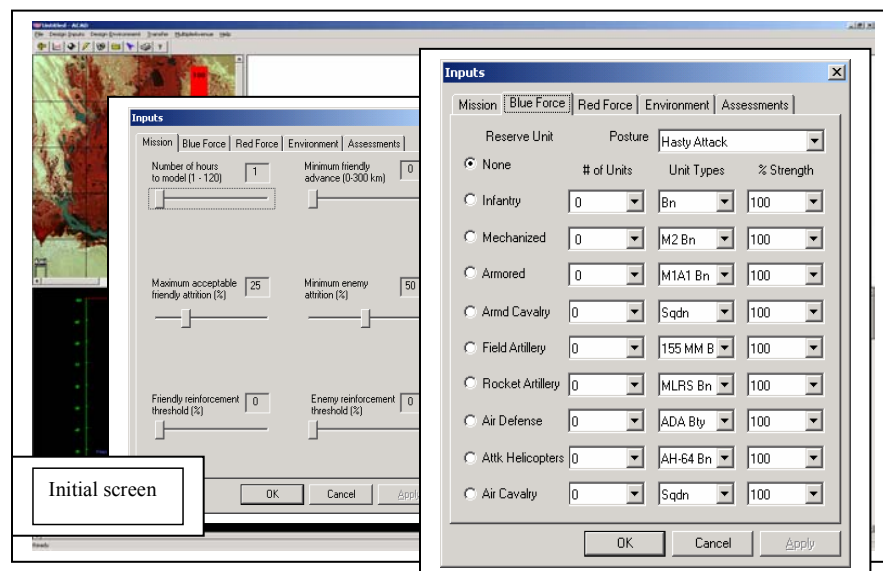 Untitled - ACAD
File Design Inputs Design Environment Transfer MultipleAvenue Help
Inputs
Mission Blue Force Red Force Environment Assessments
Number of hours to model (1 - 120) 1
Minimum friendly advance (0-300 km) 0
Maximum acceptable friendly attrition (%) 25
Minimum enemy attrition (%) 50
Friendly reinforcement threshold (%) 0
Enemy reinforcement threshold (%) 0
OK Cancel Apply
Initial screen
Ready
Inputs
Mission Blue Force Red Force Environment Assessments
Reserve Unit Posture Hasty Attack
None # of Units Unit Types % Strength
Infantry 0 Bn 100
Mechanized 0 M2 Bn 100
Armored 0 M1A1 Bn 100
Armd Cavalry 0 Sqdn 100
Field Artillery 0 155 MM B 100
Rocket Artillery 0 MLRS Bn 100
Air Defense 0 ADA Bty 100
Attk Helicopters 0 AH-64 Bn 100
Air Cavalry 0 Sqdn 100
OK Cancel Apply